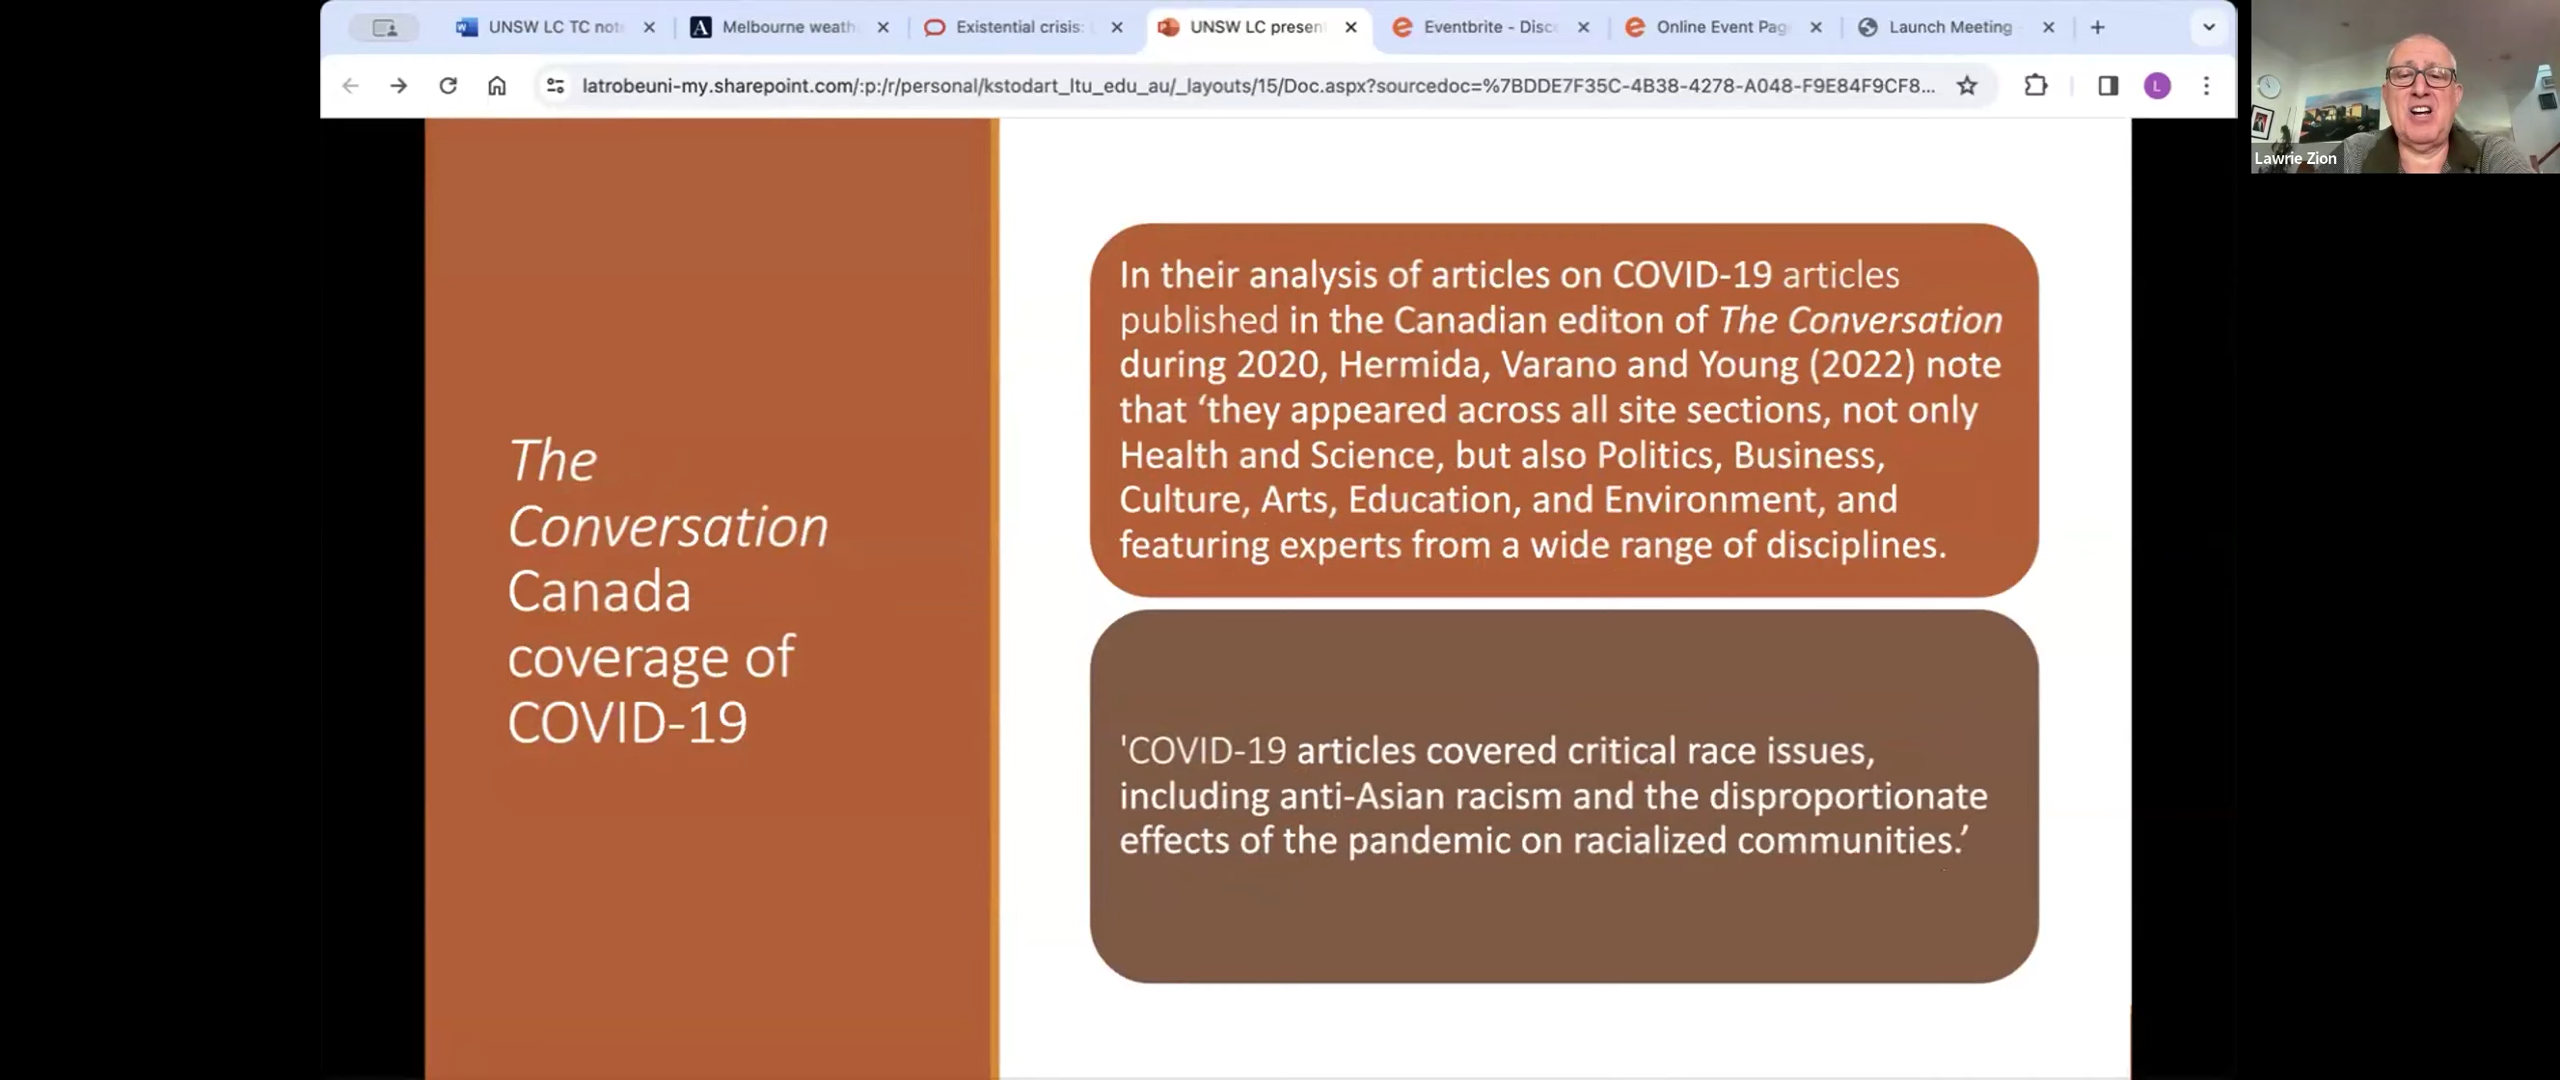 UNSW LC TC not
Melbourne weath
Existential crisis:
UNSW LC presen
Eventbrite - Disc
Online Event Pag
Launch Meeting
latrobeuni-my.sharepoint.com/:p:/r/personal/kstodart_ltu_edu_au/_layouts/15/Doc.aspx?sourcedoc=%7BDDE7F35C-4B38-4278-A048-F9E84F9CF8...
L
Lawrie Zion
The
Conversation
Canada
coverage of
COVID-19
In their analysis of articles on COVID-19 articles
published in the Canadian editon of The Conversation
during 2020, Hermida, Varano and Young (2022) note
that ‘they appeared across all site sections, not only
Health and Science, but also Politics, Business,
Culture, Arts, Education, and Environment, and
featuring experts from a wide range of disciplines.
'COVID-19 articles covered critical race issues,
including anti-Asian racism and the disproportionate
effects of the pandemic on racialized communities.’